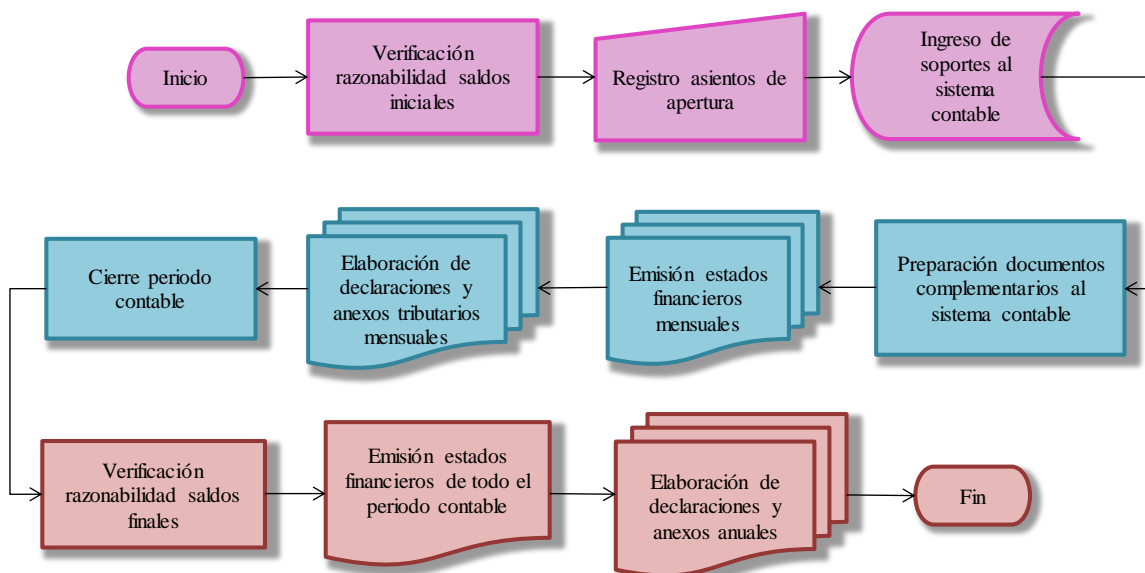 Inicio
Verificación
razonabilidad saldos
iniciales
Registro asientos de
apertura
Ingreso de
soportes al
sistema
contable
Cierre periodo
contable
Elaboración de
declaraciones y
anexos tributarios
mensuales
Emisión estados
financieros
mensuales
Preparación documentos
complementarios al
sistema contable
Verificación
razonabilidad saldos
finales
Emisión estados
financieros de todo el
periodo contable
Elaboración de
declaraciones y
anexos anuales
Fin